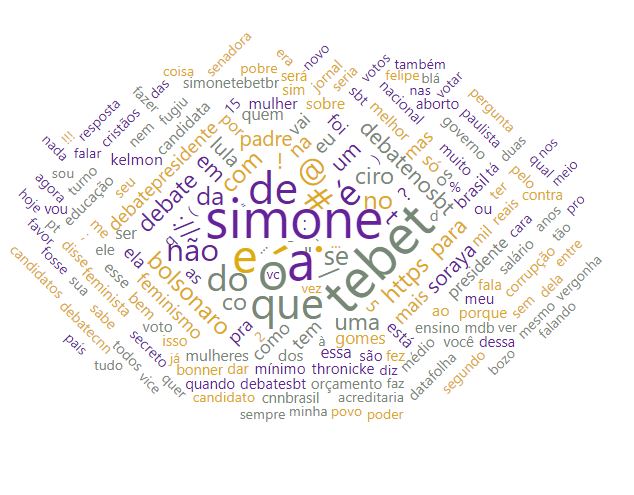 simone
tebet
que
de
a
o
e
é
do
não
@
#
debate
bolsonaro
se
com
no
em
da
um
uma
para
https
://
debatenosbt
ciro
soraya
mais
padre
na
lula
debatepresidente
feminismo
co
pra
como
tem
gomes
está
mas
só
os
eu
foi
vai
quem
por
mulher
sobre
candidata
kelmon
simonetebetbr
senadora
era
novo
jornal
seria
será
sim
pobre
coisa
das
fazer
fugiu
nem
cristãos
resposta
!!!
nada
falar
sou
turno
educação
seu
me
agora
hoje
vou
pt
favor
fosse
sua
disse
feminista
ele
ser
esse
ela
bem
as
sabe
candidatos
debatecnn
país
tudo
todos
vice
voto
secreto
isso
já
quer
mulheres
bonner
dar
dos
à
essa
são
fez
mínimo
thronicke
diz
quando
debatesbt
orçamento
faz
candidato
cnnbrasil
acreditaria
sempre
minha
povo
poder
datafolha
médio
ensino
mdb
ver
você
dessa
segundo
bozo
ao
porque
meu
fala
sem
dela
entre
mesmo
vergonha
falando
corrupção
tão
salário
anos
pro
presidente
cara
mil
reais
contra
ou
ter
pelo
brasil
tá
muito
%
qual
meio
q
nos
duas
paulista
governo
pergunta
aborto
votar
nas
blá
também
felipe
votos
sbt
nacional
melhor
15
vc
vez
2
5
t
d
!
?
:)